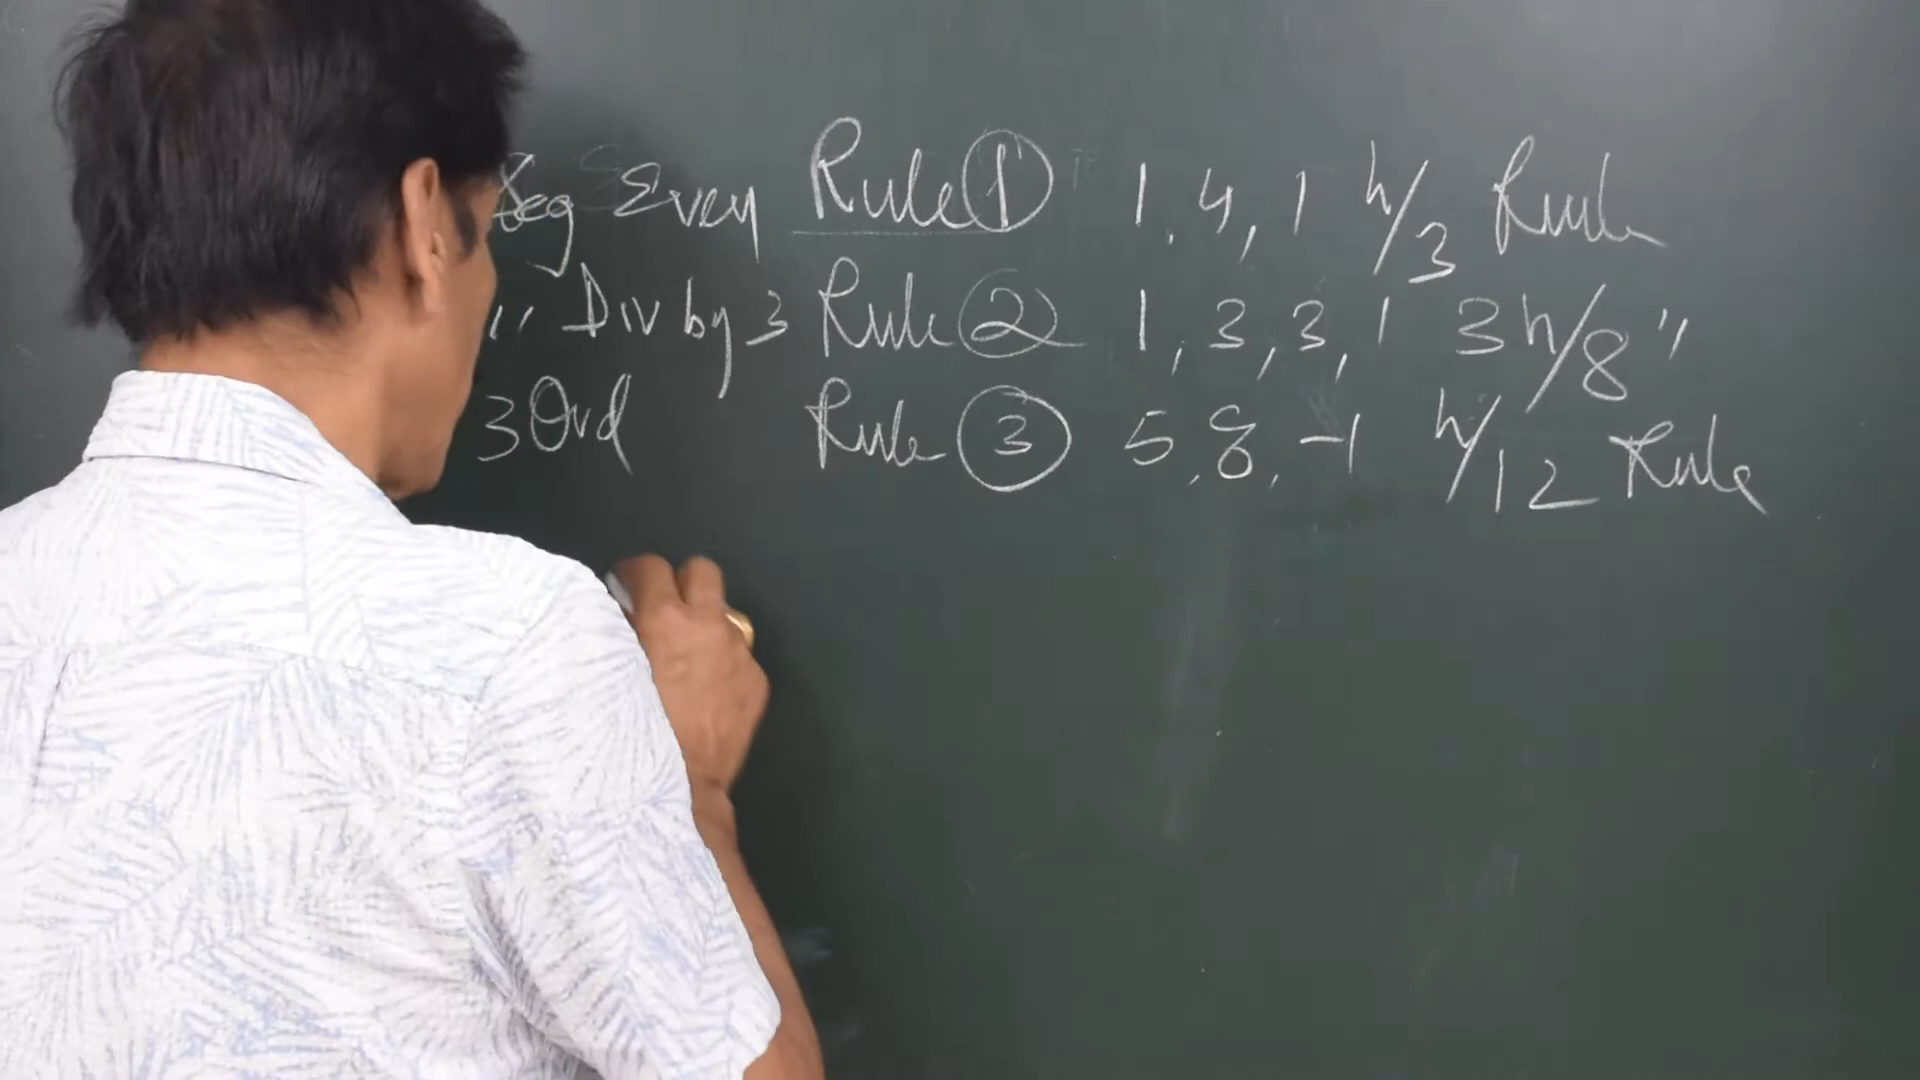 Seg Even Rule ① 1, 4, 1 h/3 Rule
〃 Div by 3 Rule ② 1, 3, 3, 1 3h/8 〃
3 Ord Rule ③ 5, 8, -1 h/12 Rule